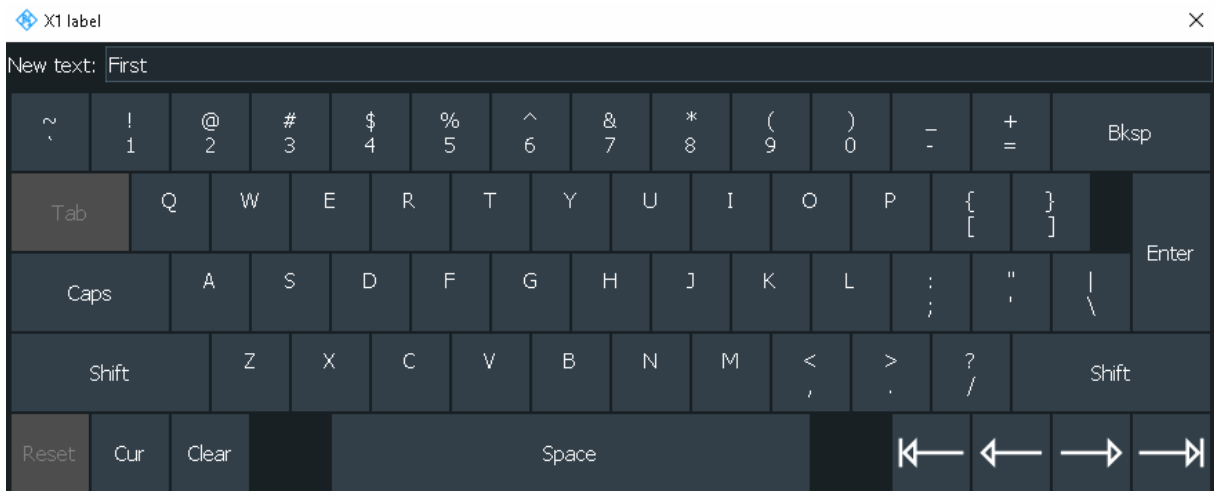 X1 label
New text: First
~ ! @ # $ % ^ & * ( ) _ +
` 1 2 3 4 5 6 7 8 9 0 - = Bksp
Tab Q W E R T Y U I O P { }
[ ]
Enter
Caps A S D F G H J K L : " |
; ' \
Shift Z X C V B N M < > ? Shift
, . /
Reset Cur Clear Space